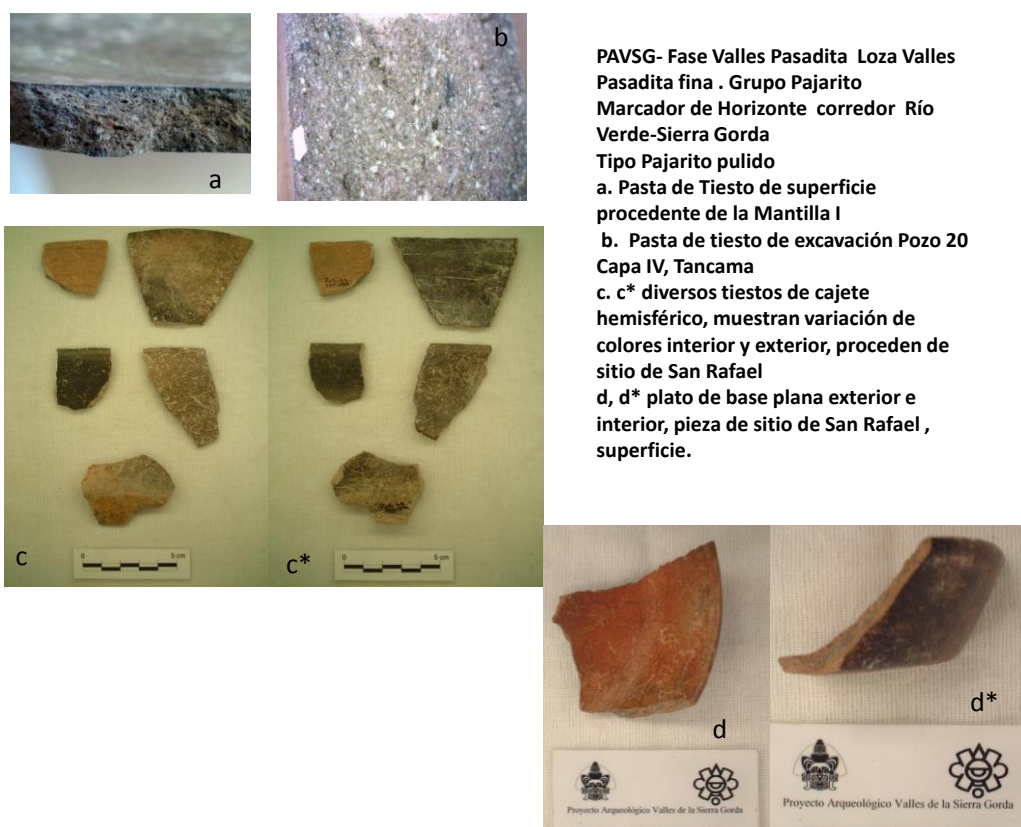 a
b
PAVSG- Fase Valles Pasadita Loza Valles
Pasadita fina . Grupo Pajarito
Marcador de Horizonte corredor Río
Verde-Sierra Gorda
Tipo Pajarito pulido
a. Pasta de Tiesto de superficie
procedente de la Mantilla I
b. Pasta de tiesto de excavación Pozo 20
Capa IV, Tancama
c. c* diversos tiestos de cajete
hemisférico, muestran variación de
colores interior y exterior, proceden de
sitio de San Rafael
d, d* plato de base plana exterior e
interior, pieza de sitio de San Rafael ,
superficie.
c
0 5 cm
c*
0 5 cm
d
Proyecto Arqueológico Valles de la Sierra Gorda
d*
Proyecto Arqueológico Valles de la Sierra Gorda